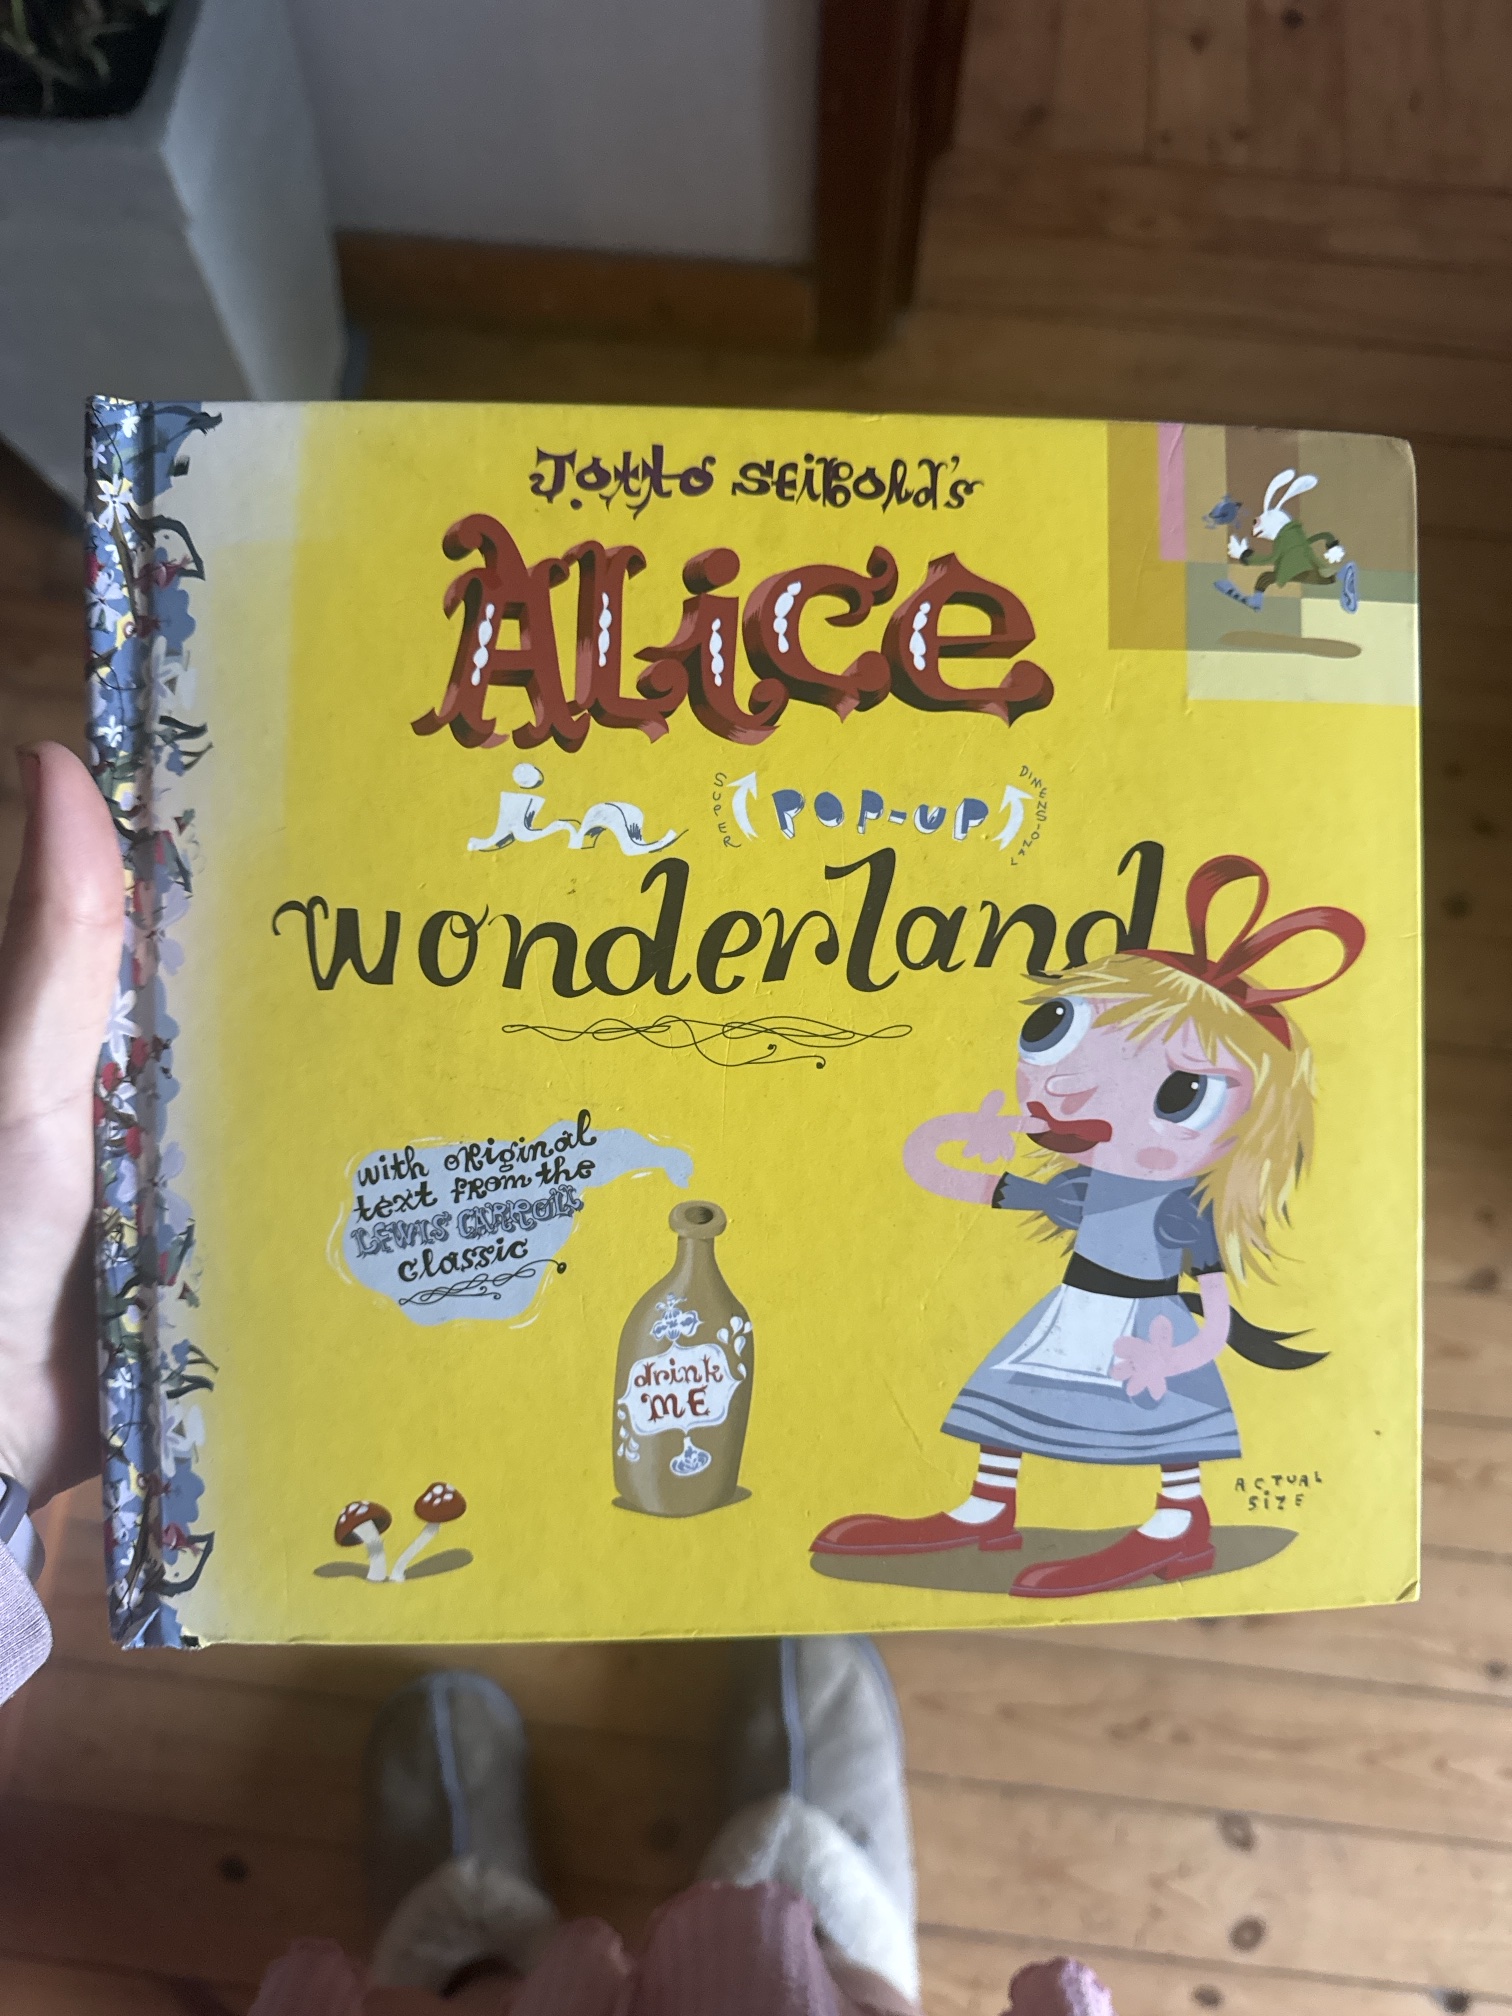 Jotto Seibold's
Alice
in
SUPER
(POP-UP)
DIMENSIONAL
wonderland
with original
text from the
LEWIS CARROLL
classic
drink
ME
ACTUAL
SIZE